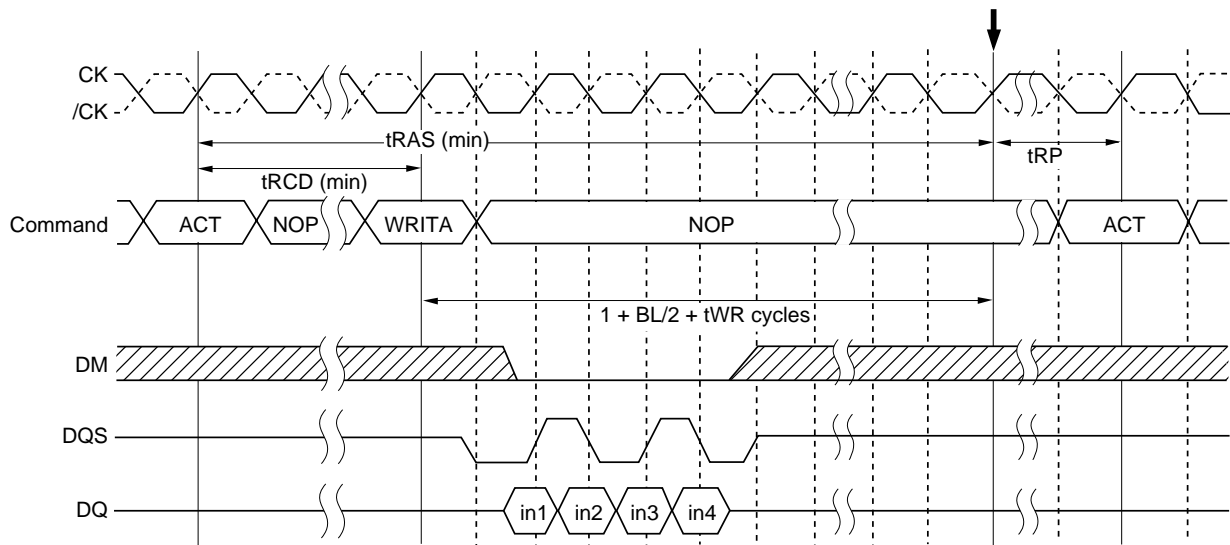 CK
/CK
tRAS (min)
tRP
tRCD (min)
Command ACT NOP WRITA NOP ACT
1 + BL/2 + tWR cycles
DM
DQS
DQ in1 in2 in3 in4